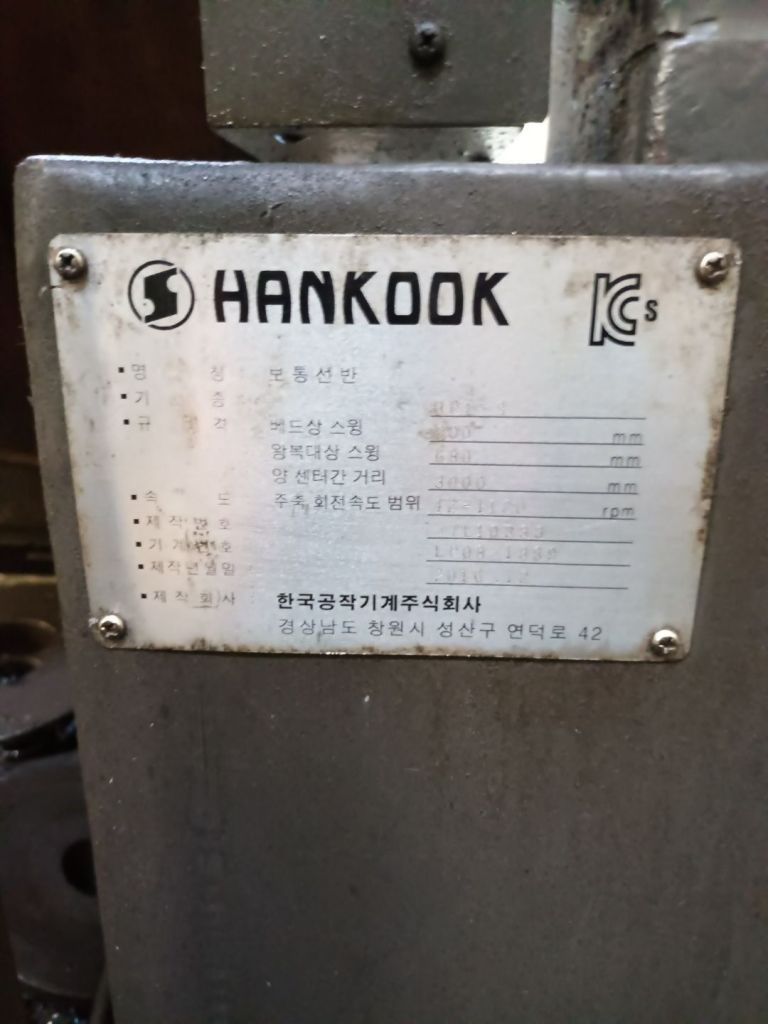 HANKOOK
KCs
명 칭 보통선반
기 종
규 격 베드상 스윙 mm
왕복대상 스윙 680 mm
양 센터간 거리 3000 mm
속 도 주축 회전속도 범위 rpm
제작번호
기계번호
제작년월일
제작회사 한국공작기계주식회사
경상남도 창원시 성산구 연덕로 42